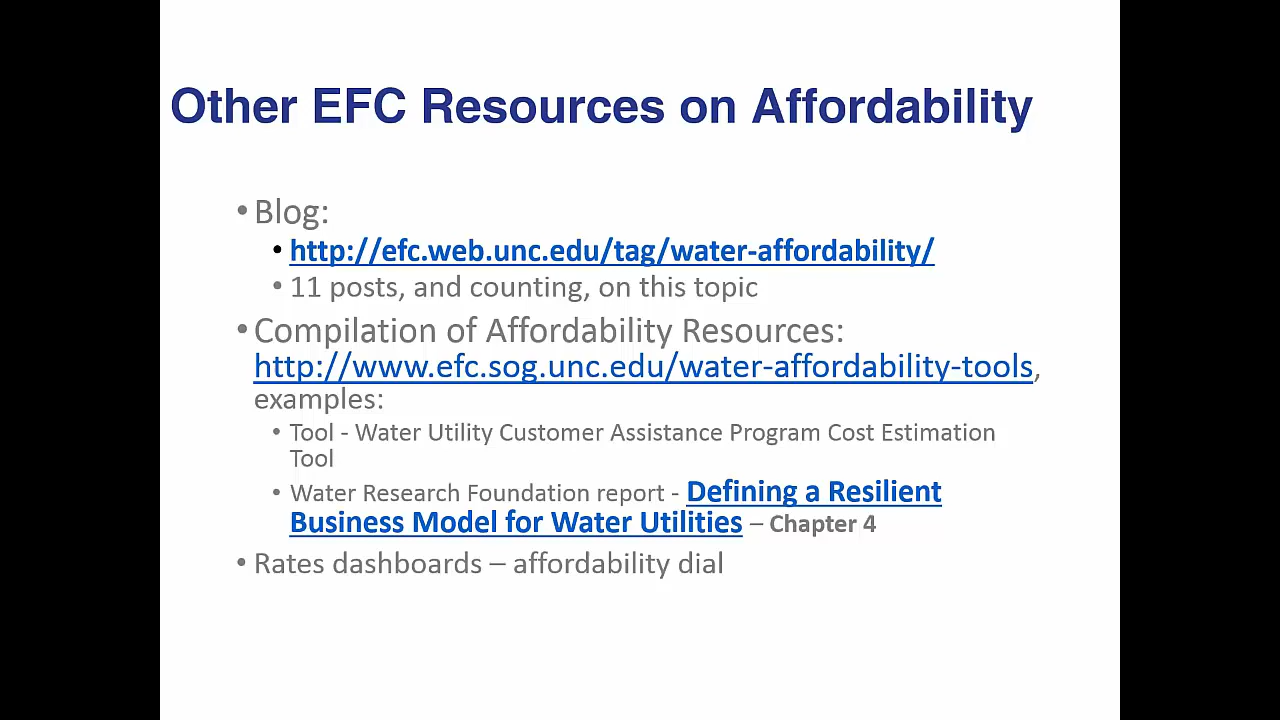 Other EFC Resources on Affordability
• Blog:
• http://efc.web.unc.edu/tag/water-affordability/
• 11 posts, and counting, on this topic
• Compilation of Affordability Resources:
http://www.efc.sog.unc.edu/water-affordability-tools,
examples:
• Tool - Water Utility Customer Assistance Program Cost Estimation
Tool
• Water Research Foundation report - Defining a Resilient
Business Model for Water Utilities – Chapter 4
• Rates dashboards – affordability dial